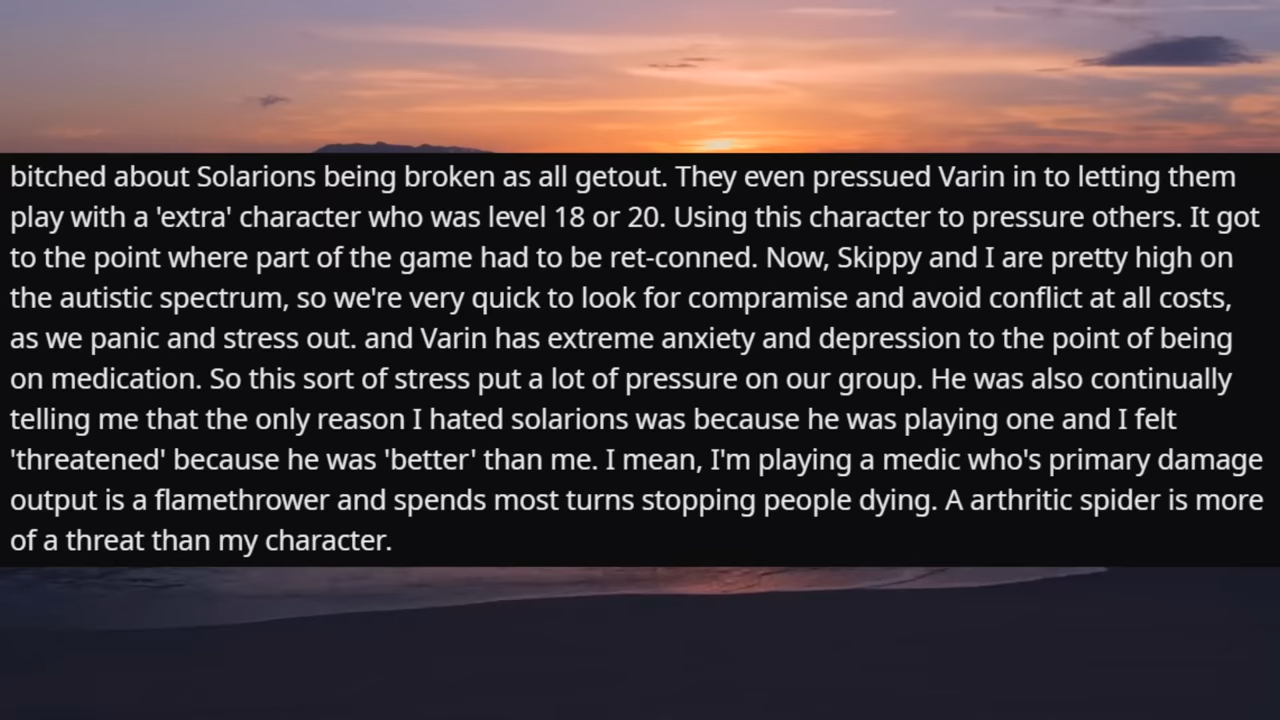 bitched about Solarions being broken as all getout. They even pressued Varin in to letting them
play with a 'extra' character who was level 18 or 20. Using this character to pressure others. It got
to the point where part of the game had to be ret-conned. Now, Skippy and I are pretty high on
the autistic spectrum, so we're very quick to look for compramise and avoid conflict at all costs,
as we panic and stress out. and Varin has extreme anxiety and depression to the point of being
on medication. So this sort of stress put a lot of pressure on our group. He was also continually
telling me that the only reason I hated solarions was because he was playing one and I felt
'threatened' because he was 'better' than me. I mean, I'm playing a medic who's primary damage
output is a flamethrower and spends most turns stopping people dying. A arthritic spider is more
of a threat than my character.